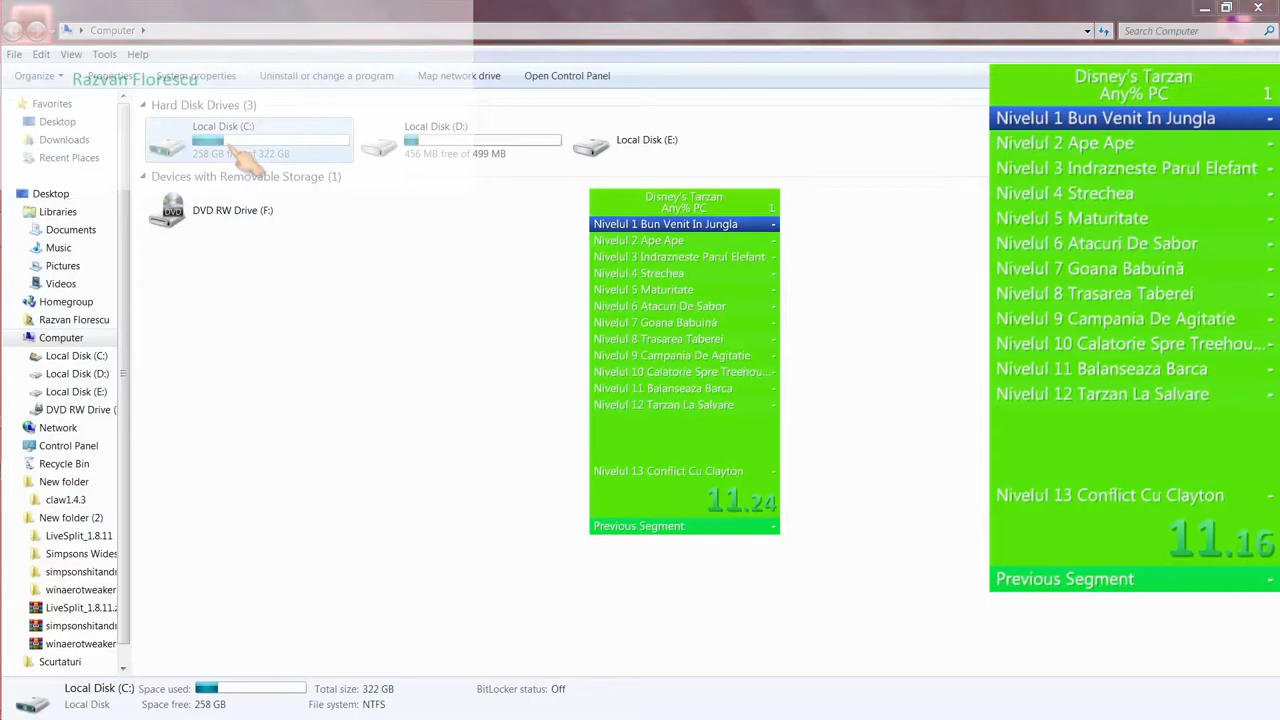 Computer
Search Computer
File Edit View Tools Help
Organize Properties System properties Uninstall or change a program Map network drive Open Control Panel
Razvan Florescu
Favorites
Desktop
Downloads
Recent Places
Desktop
Libraries
Documents
Music
Pictures
Videos
Homegroup
Razvan Florescu
Computer
Local Disk (C:)
Local Disk (D:)
Local Disk (E:)
DVD RW Drive (
Network
Control Panel
Recycle Bin
New folder
claw1.4.3
New folder (2)
LiveSplit_1.8.11
Simpsons Wides
simpsonshitandr
winaerotweaker
LiveSplit_1.8.11.z
simpsonshitandr
winaerotweaker
Scurtaturi
Hard Disk Drives (3)
Local Disk (C:)
258 GB free of 322 GB
Local Disk (D:)
456 MB free of 499 MB
Local Disk (E:)
Devices with Removable Storage (1)
DVD
DVD RW Drive (F:)
Disney's Tarzan
Any% PC 1
Nivelul 1 Bun Venit In Jungla -
Nivelul 2 Ape Ape -
Nivelul 3 Indrazneste Parul Elefant -
Nivelul 4 Strechea -
Nivelul 5 Maturitate -
Nivelul 6 Atacuri De Sabor -
Nivelul 7 Goana Babuină -
Nivelul 8 Trasarea Taberei -
Nivelul 9 Campania De Agitatie -
Nivelul 10 Calatorie Spre Treehou... -
Nivelul 11 Balanseaza Barca -
Nivelul 12 Tarzan La Salvare -
Nivelul 13 Conflict Cu Clayton -
11.24
Previous Segment -
Disney's Tarzan
Any% PC 1
Nivelul 1 Bun Venit In Jungla -
Nivelul 2 Ape Ape -
Nivelul 3 Indrazneste Parul Elefant -
Nivelul 4 Strechea -
Nivelul 5 Maturitate -
Nivelul 6 Atacuri De Sabor -
Nivelul 7 Goana Babuină -
Nivelul 8 Trasarea Taberei -
Nivelul 9 Campania De Agitatie -
Nivelul 10 Calatorie Spre Treehou... -
Nivelul 11 Balanseaza Barca -
Nivelul 12 Tarzan La Salvare -
Nivelul 13 Conflict Cu Clayton -
11.16
Previous Segment -
Local Disk (C:) Space used: Total size: 322 GB BitLocker status: Off
Local Disk Space free: 258 GB File system: NTFS